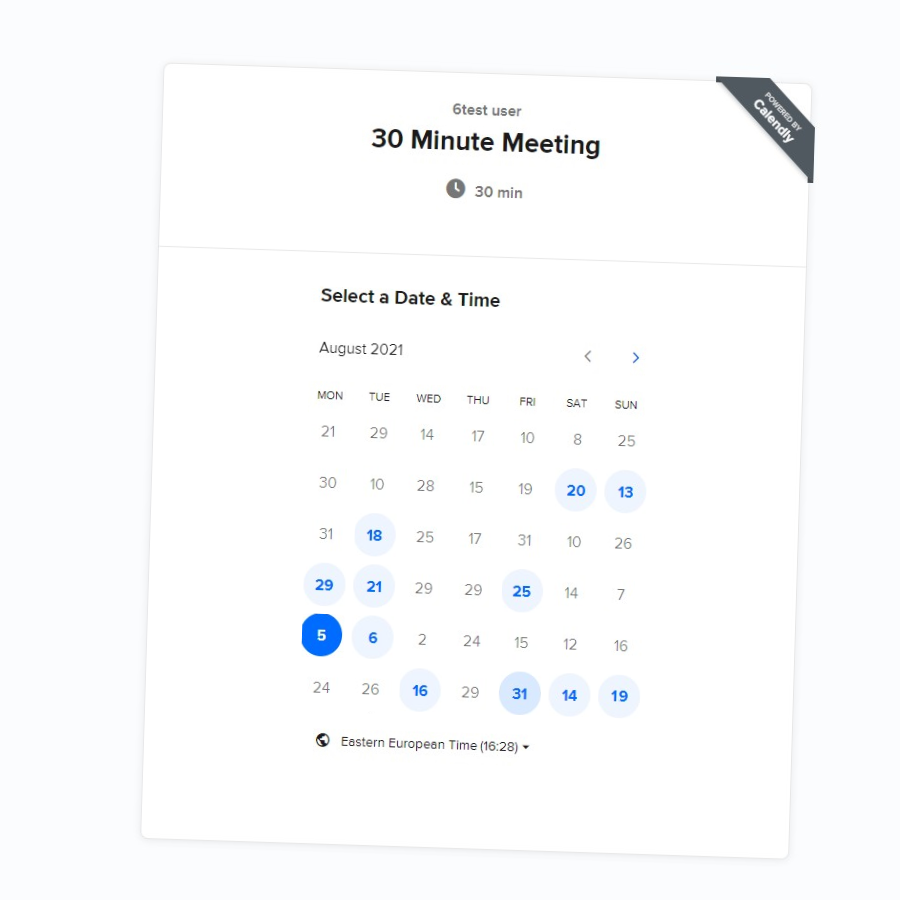 6test user
30 Minute Meeting
30 min
POWERED BY
Calendly
Select a Date & Time
August 2021
MON TUE WED THU FRI SAT SUN
21 29 14 17 10 8 25
30 10 28 15 19 20 13
31 18 25 17 31 10 26
29 21 29 29 25 14 7
5 6 2 24 15 12 16
24 26 16 29 31 14 19
Eastern European Time (16:28)